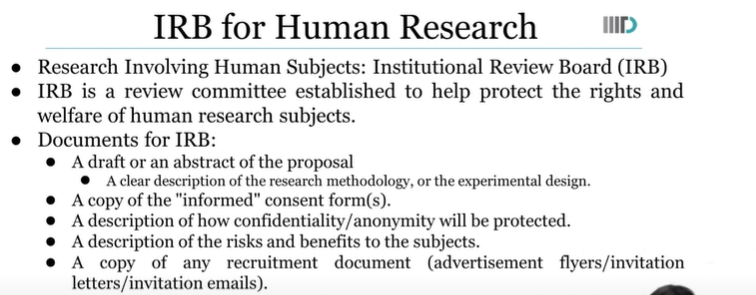 IRB for Human Research
IIITD
● Research Involving Human Subjects: Institutional Review Board (IRB)
● IRB is a review committee established to help protect the rights and
welfare of human research subjects.
● Documents for IRB:
● A draft or an abstract of the proposal
● A clear description of the research methodology, or the experimental design.
● A copy of the "informed" consent form(s).
● A description of how confidentiality/anonymity will be protected.
● A description of the risks and benefits to the subjects.
● A copy of any recruitment document (advertisement flyers/invitation
letters/invitation emails).